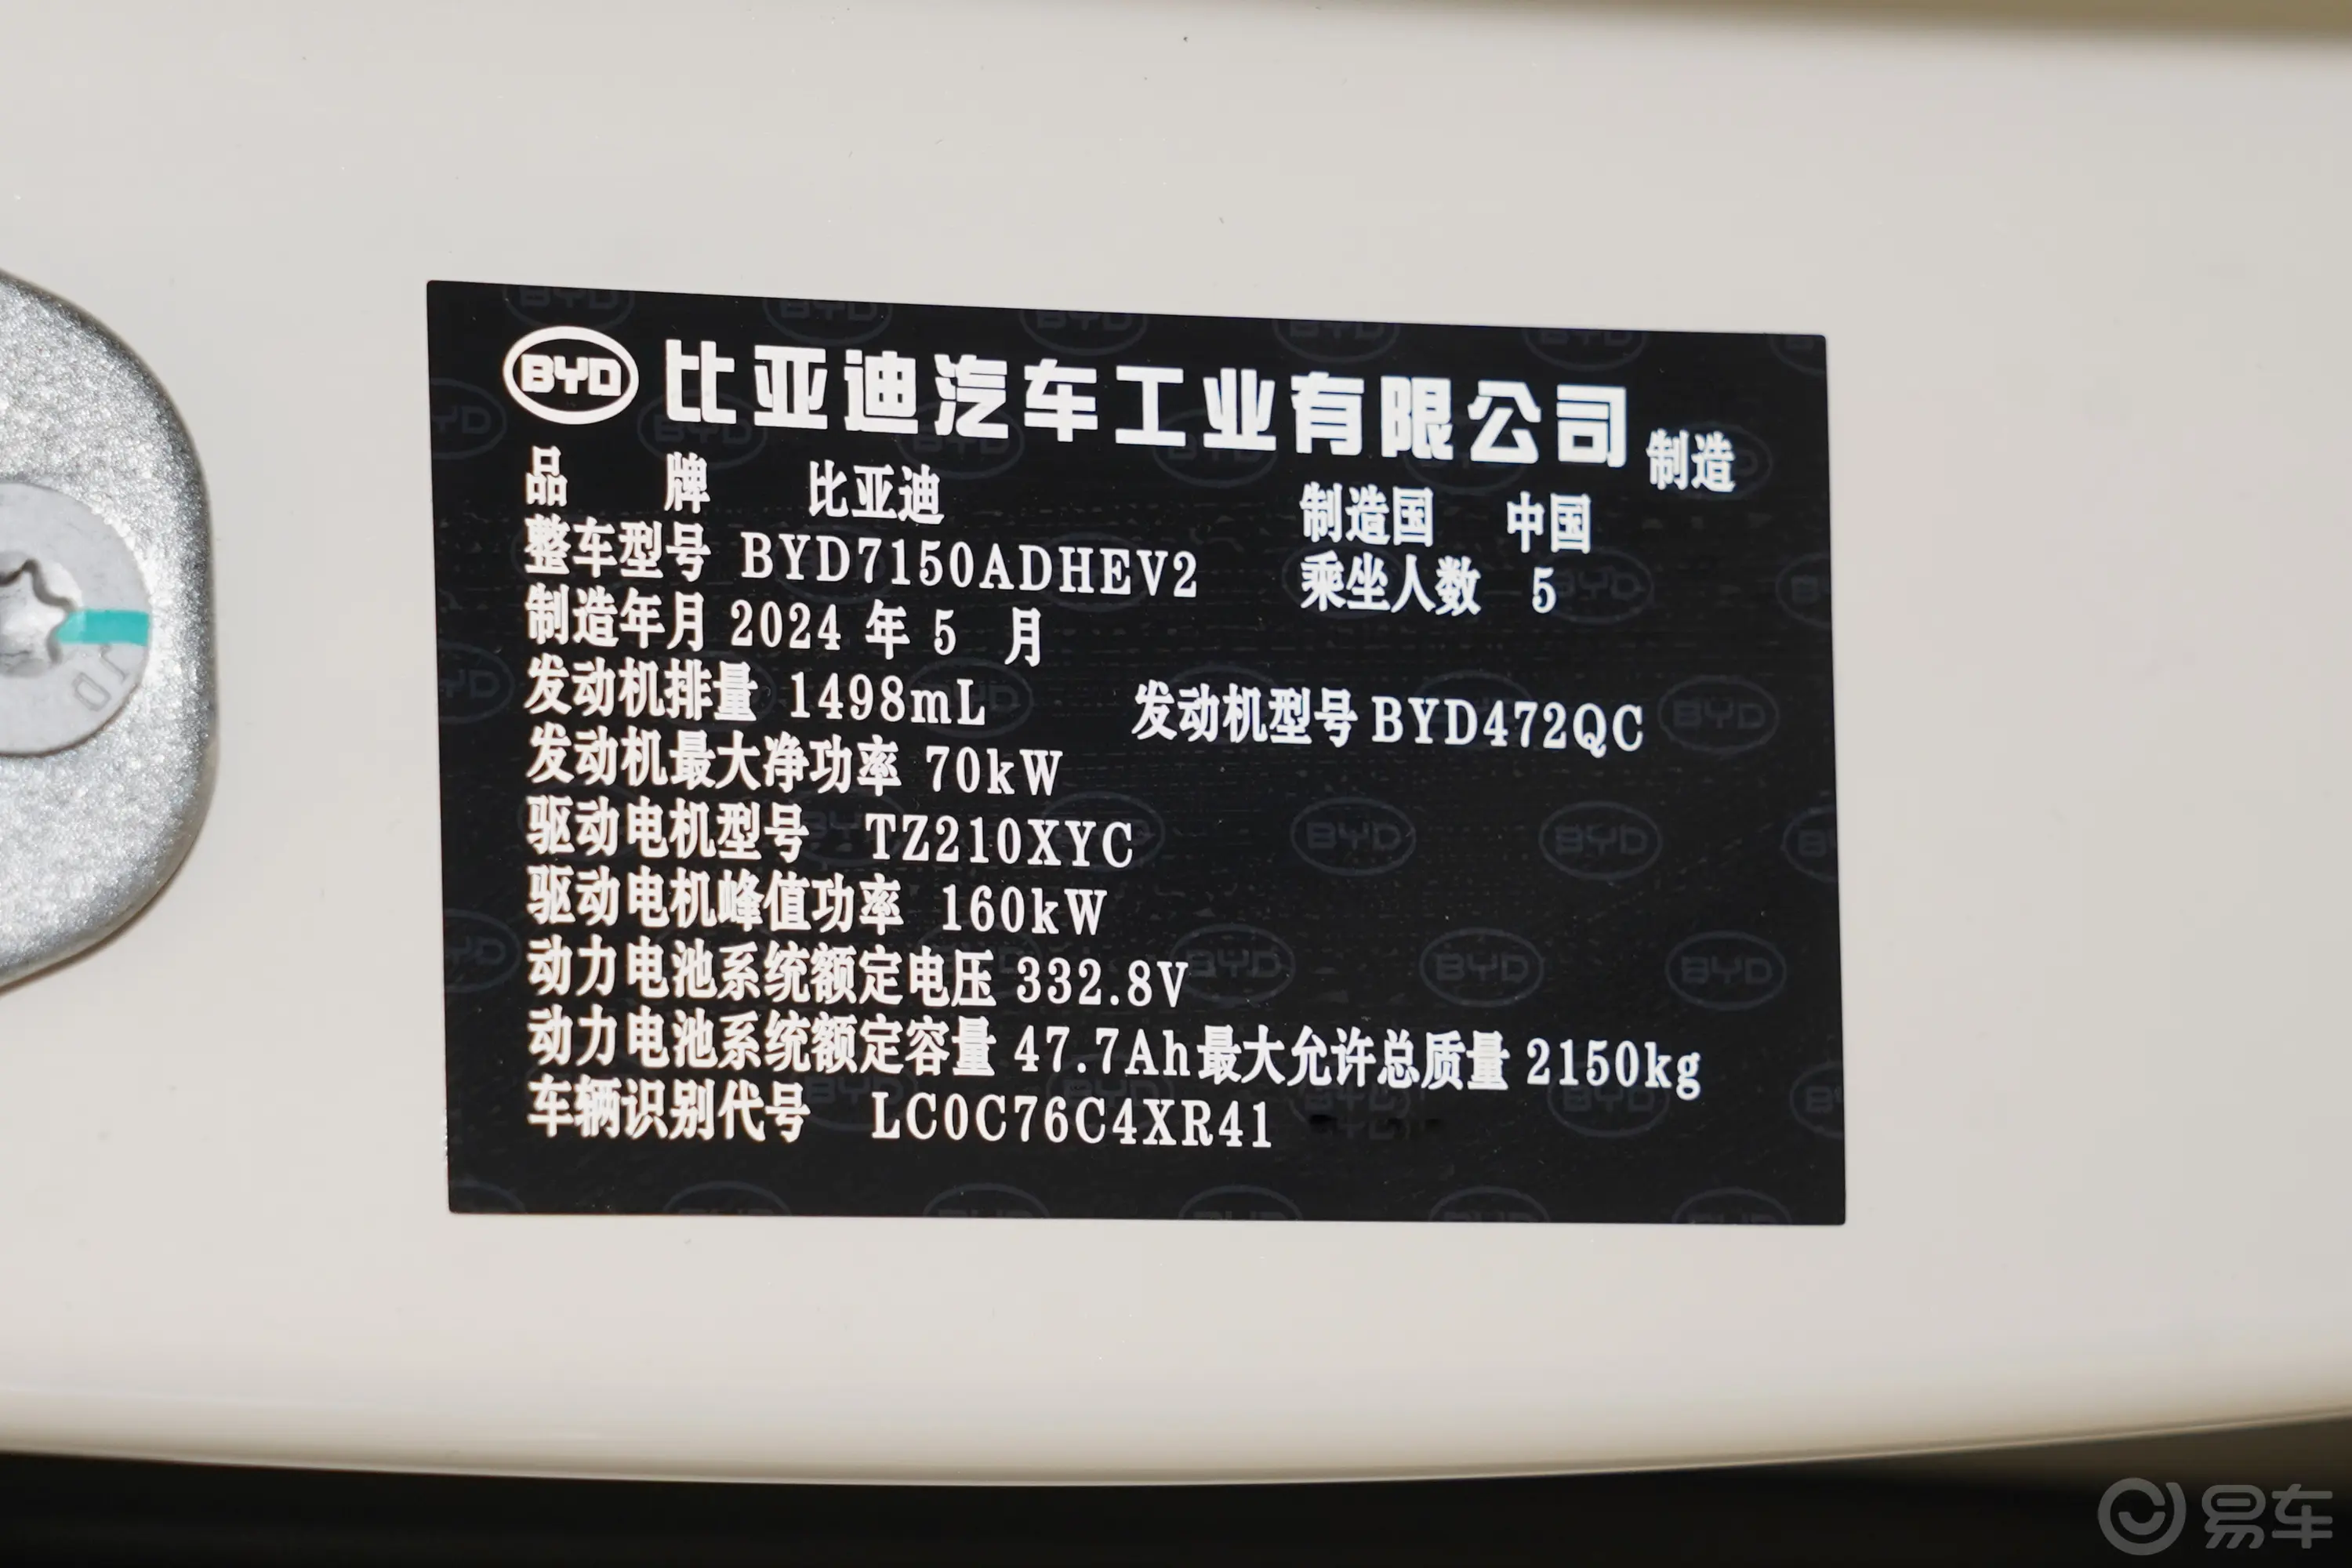 BYD 比亚迪汽车工业有限公司 制造
品 牌 比亚迪 制造国 中国
整车型号 BYD7150ADHEV2 乘坐人数 5
制造年月 2024 年 5 月
发动机排量 1498mL 发动机型号 BYD472QC
发动机最大净功率 70kW
驱动电机型号 TZ210XYC
驱动电机峰值功率 160kW
动力电池系统额定电压 332.8V
动力电池系统额定容量 47.7Ah 最大允许总质量 2150kg
车辆识别代号 LC0C76C4XR41
易车